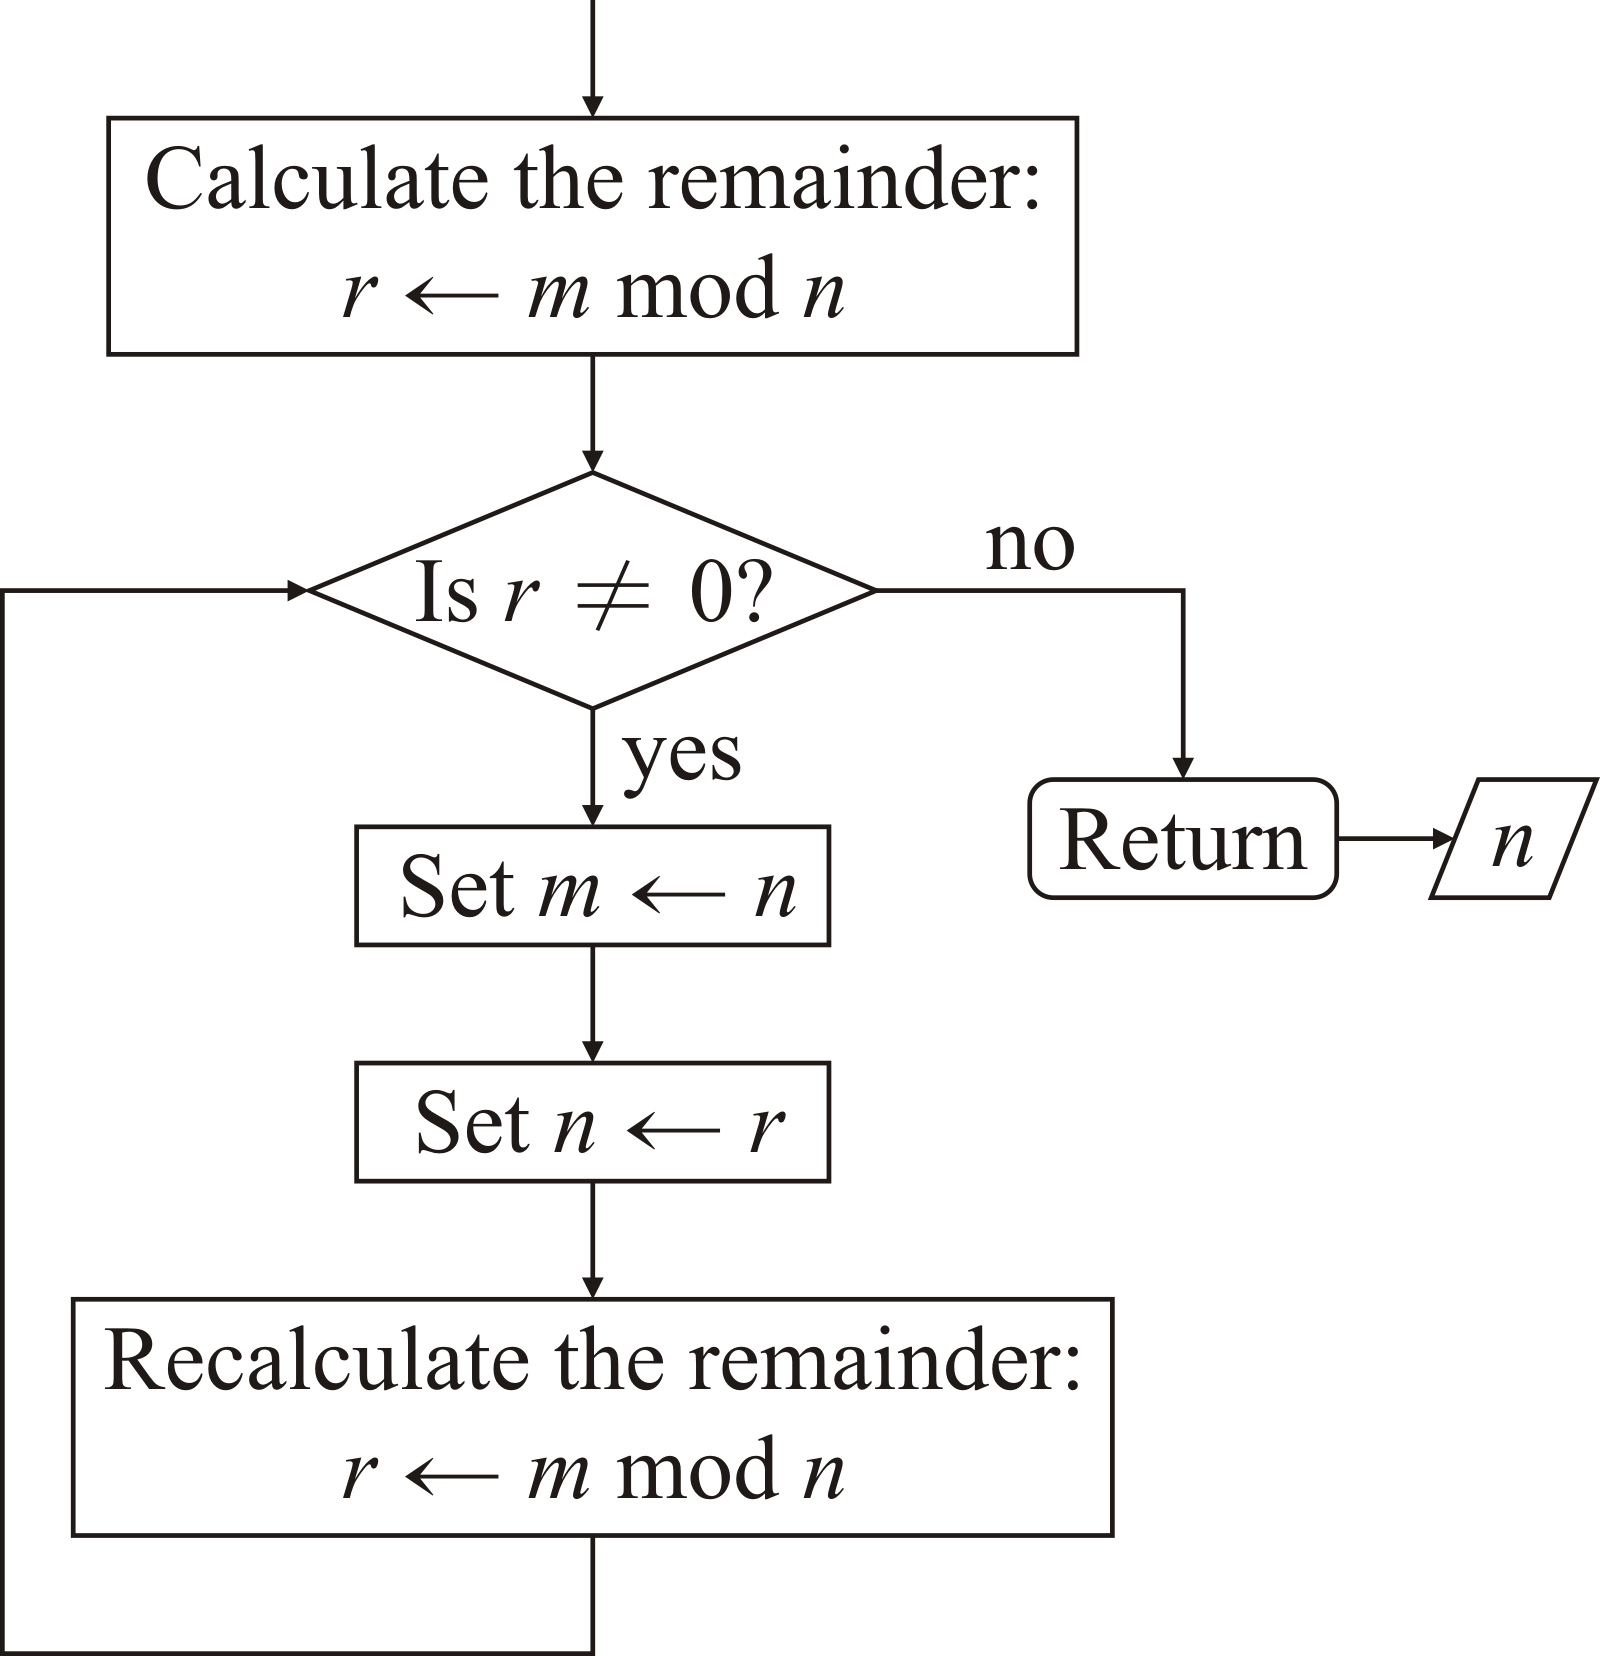 Calculate the remainder:
r ← m mod n
Is r ≠ 0?
no
yes
Set m ← n
Return
n
Set n ← r
Recalculate the remainder:
r ← m mod n